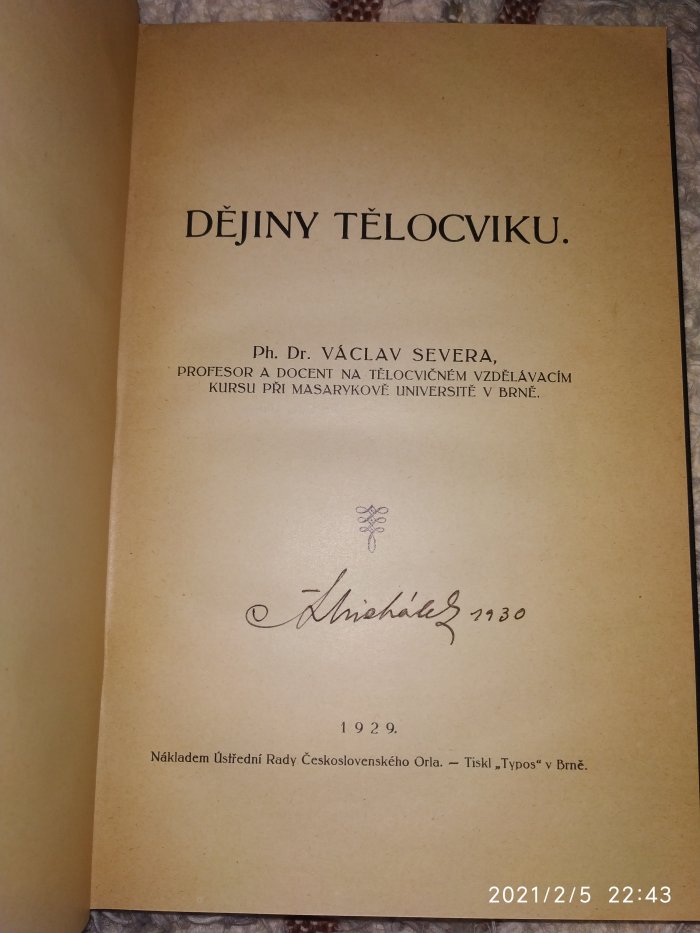 DĚJINY TĚLOCVIKU.
Ph. Dr. VÁCLAV SEVERA,
PROFESOR A DOCENT NA TĚLOCVIČNÉM VZDĚLÁVACÍM
KURSU PŘI MASARYKOVĚ UNIVERSITĚ V BRNĚ.
1930
1929.
Nákladem Ústřední Rady Československého Orla. — Tiskl „Typos“ v Brně.
2021/2/5 22:43